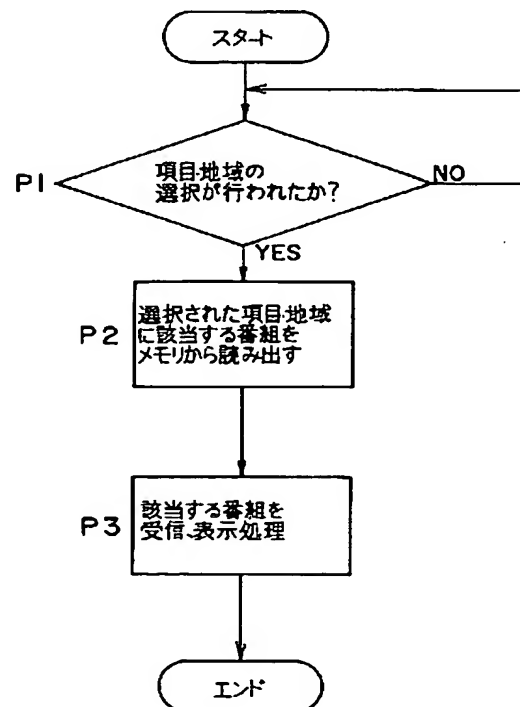 スタート
P1
項目・地域の
選択が行われたか?
NO
YES
P2
選択された項目・地域
に該当する番組を
メモリから読み出す
P3
該当する番組を
受信、表示処理
エンド